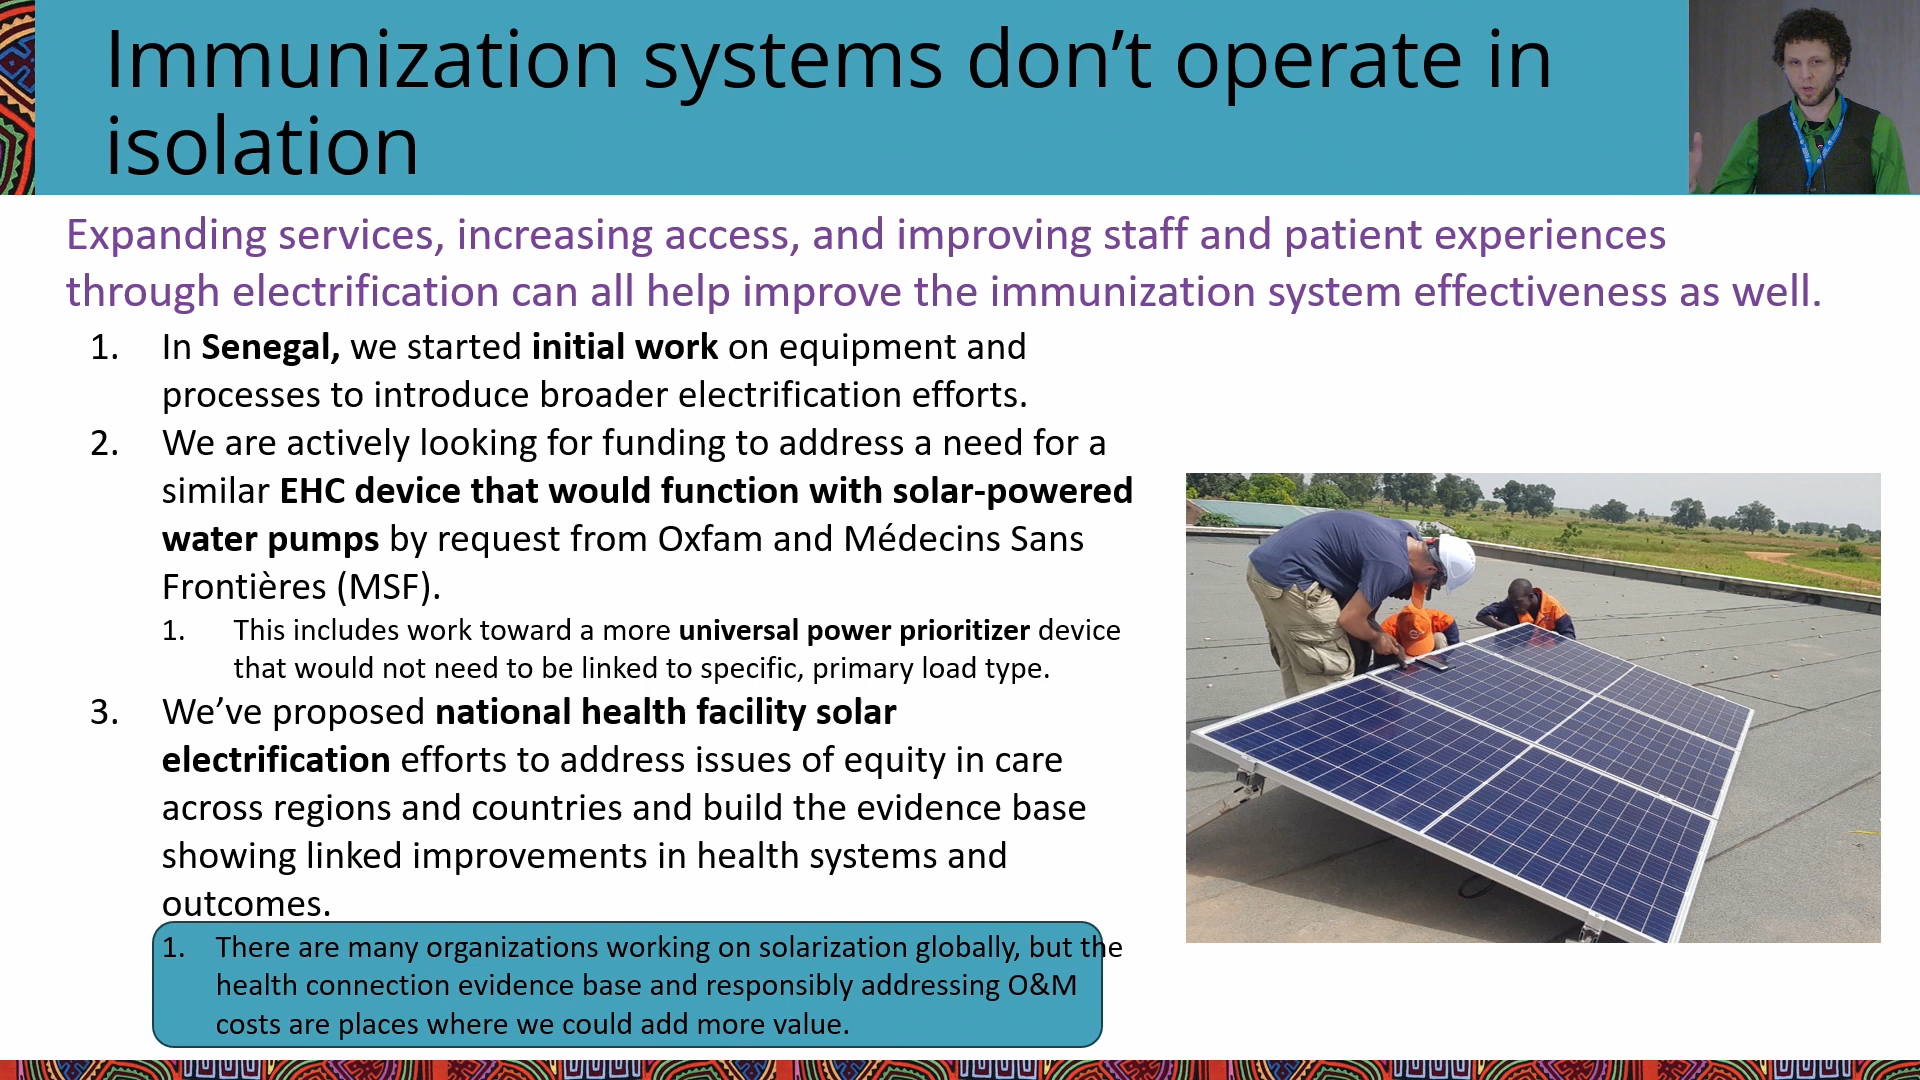 Immunization systems don’t operate in
isolation
Expanding services, increasing access, and improving staff and patient experiences
through electrification can all help improve the immunization system effectiveness as well.
1. In Senegal, we started initial work on equipment and
processes to introduce broader electrification efforts.
2. We are actively looking for funding to address a need for a
similar EHC device that would function with solar-powered
water pumps by request from Oxfam and Médecins Sans
Frontières (MSF).
1. This includes work toward a more universal power prioritizer device
that would not need to be linked to specific, primary load type.
3. We’ve proposed national health facility solar
electrification efforts to address issues of equity in care
across regions and countries and build the evidence base
showing linked improvements in health systems and
outcomes.
1. There are many organizations working on solarization globally, but the
health connection evidence base and responsibly addressing O&M
costs are places where we could add more value.